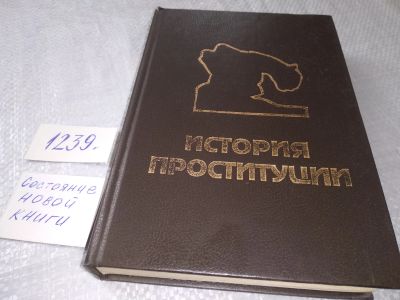 1239.
Состояние
новой
книги
ИСТОРИЯ
ПРОСТИТУЦИИ